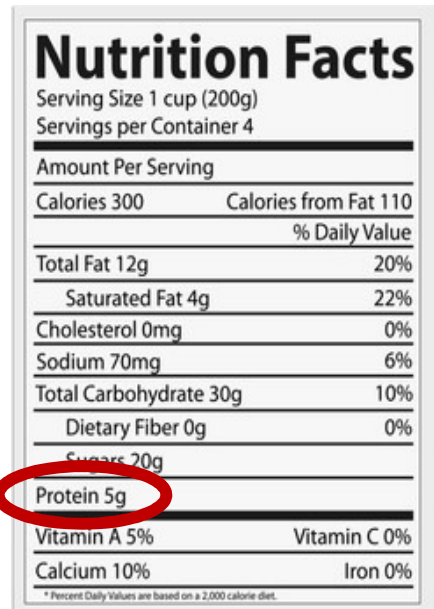 Nutrition Facts
Serving Size 1 cup (200g)
Servings per Container 4
Amount Per Serving
Calories 300 Calories from Fat 110
% Daily Value
Total Fat 12g 20%
Saturated Fat 4g 22%
Cholesterol 0mg 0%
Sodium 70mg 6%
Total Carbohydrate 30g 10%
Dietary Fiber 0g 0%
Sugars 20g
Protein 5g
Vitamin A 5% Vitamin C 0%
Calcium 10% Iron 0%
* Percent Daily Values are based on a 2,000 calorie diet.